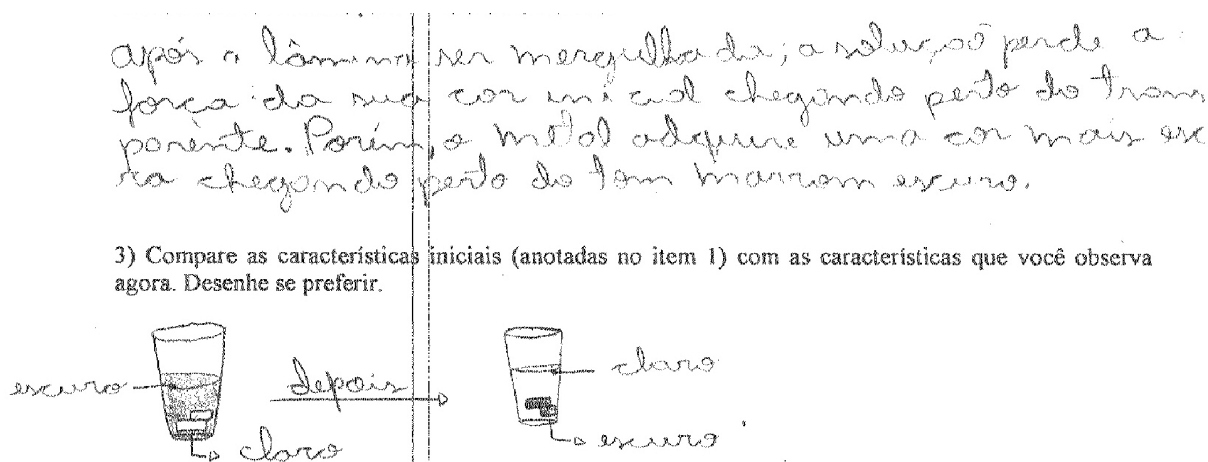 após a lâmina ser mergulhada; a solução perde a
força da sua cor inicial chegando perto do trans
parente. Porém, o metal adquire uma cor mais esc
ra chegando perto do tom marrom escuro.
3) Compare as características iniciais (anotadas no item 1) com as características que você observa
agora. Desenhe se preferir.
escuro
depois
claro
claro
escuro